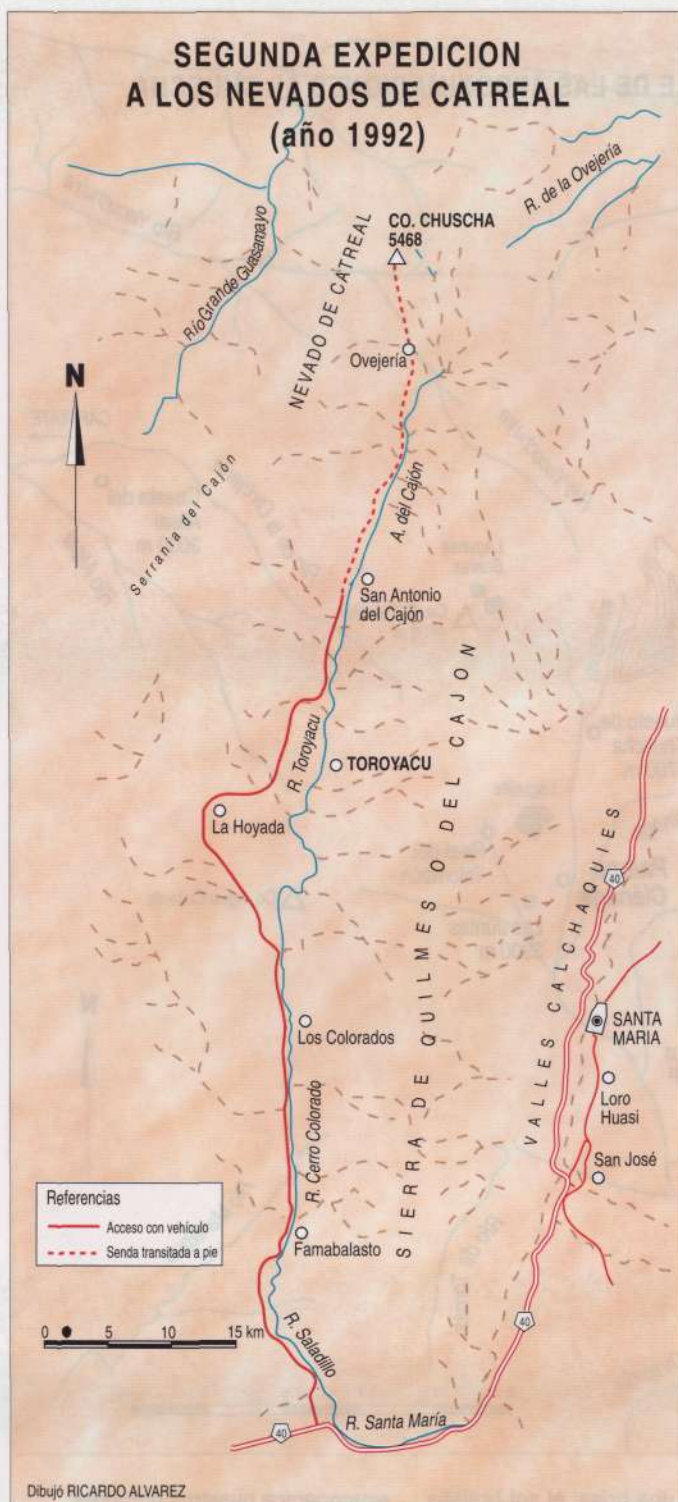 SEGUNDA EXPEDICION
A LOS NEVADOS DE CATREAL
(año 1992)
R. de la Ovejería
CO. CHUSCHA
5468
Río Grande Guasamayo
NEVADO DE CATREAL
Ovejería
N
Serranía del Cajón
A. del Cajón
San Antonio
del Cajón
R. Toroyacu
TOROYACU
La Hoyada
SIERRA DE QUILMES O DEL CAJON
VALLES CALCHAQUIES
40
Los Colorados
SANTA
MARIA
Loro
Huasi
San José
R. Cerro Colorado
Referencias
Acceso con vehículo
Senda transitada a pie
Famabalasto
0 5 10 15 km
R. Saladillo
40
R. Santa María
40
Dibujó RICARDO ALVAREZ